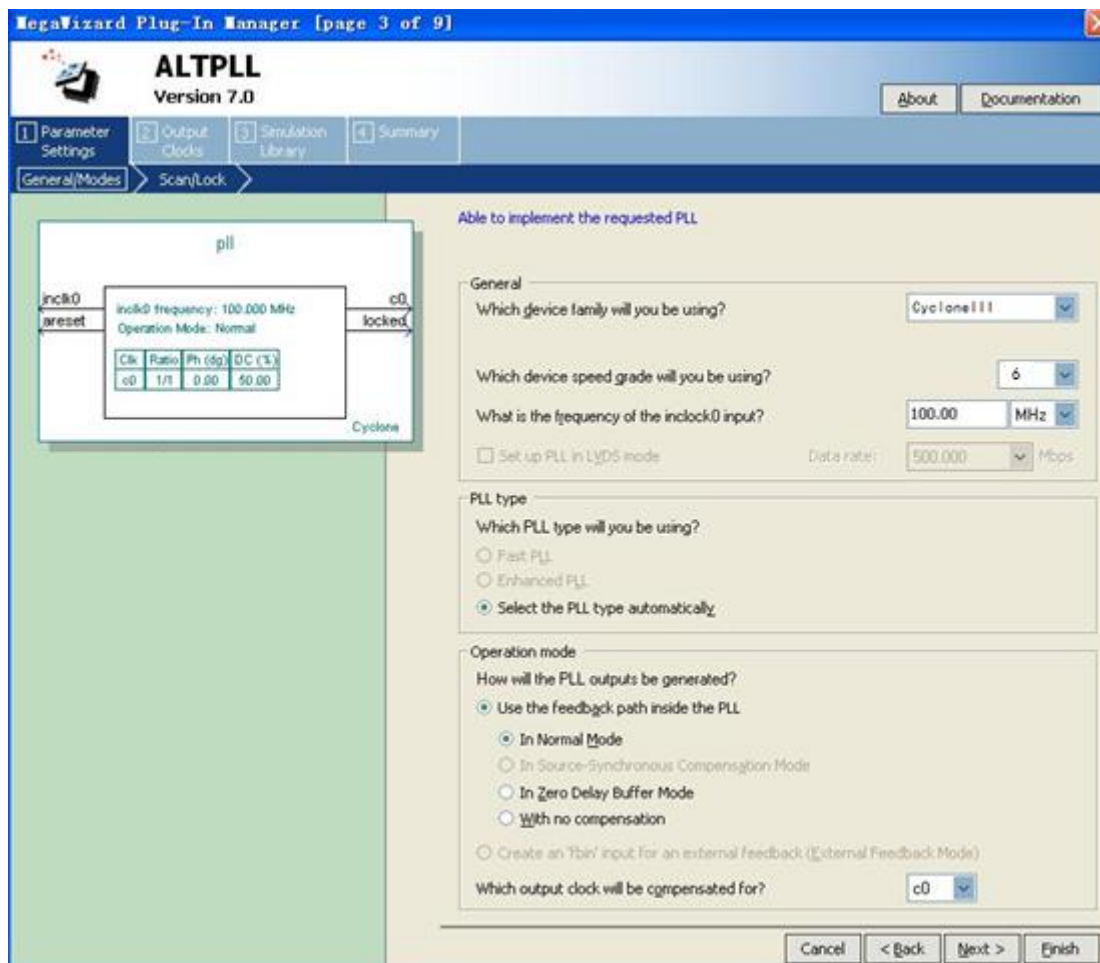 MegaWizard Plug-In Manager [page 3 of 9]
ALTPLL
Version 7.0
About
Documentation
1 Parameter Settings
2 Output Clocks
3 Simulation Library
4 Summary
General/Modes
Scan/Lock
Able to implement the requested PLL
pll
inclk0
areset
inclk0 frequency: 100.000 MHz
Operation Mode: Normal
Clk Ratio Ph (dg) DC (%)
c0 1/1 0.00 50.00
c0
locked
Cyclone
General
Which device family will you be using?
CycloneIII
Which device speed grade will you be using?
6
What is the frequency of the inclock0 input?
100.00
MHz
Set up PLL in LVDS mode
Data rate:
500.000
Mbps
PLL type
Which PLL type will you be using?
Fast PLL
Enhanced PLL
Select the PLL type automatically
Operation mode
How will the PLL outputs be generated?
Use the feedback path inside the PLL
In Normal Mode
In Source-Synchronous Compensation Mode
In Zero Delay Buffer Mode
With no compensation
Create an 'fbin' input for an external feedback (External Feedback Mode)
Which output clock will be compensated for?
c0
Cancel
< Back
Next >
Finish